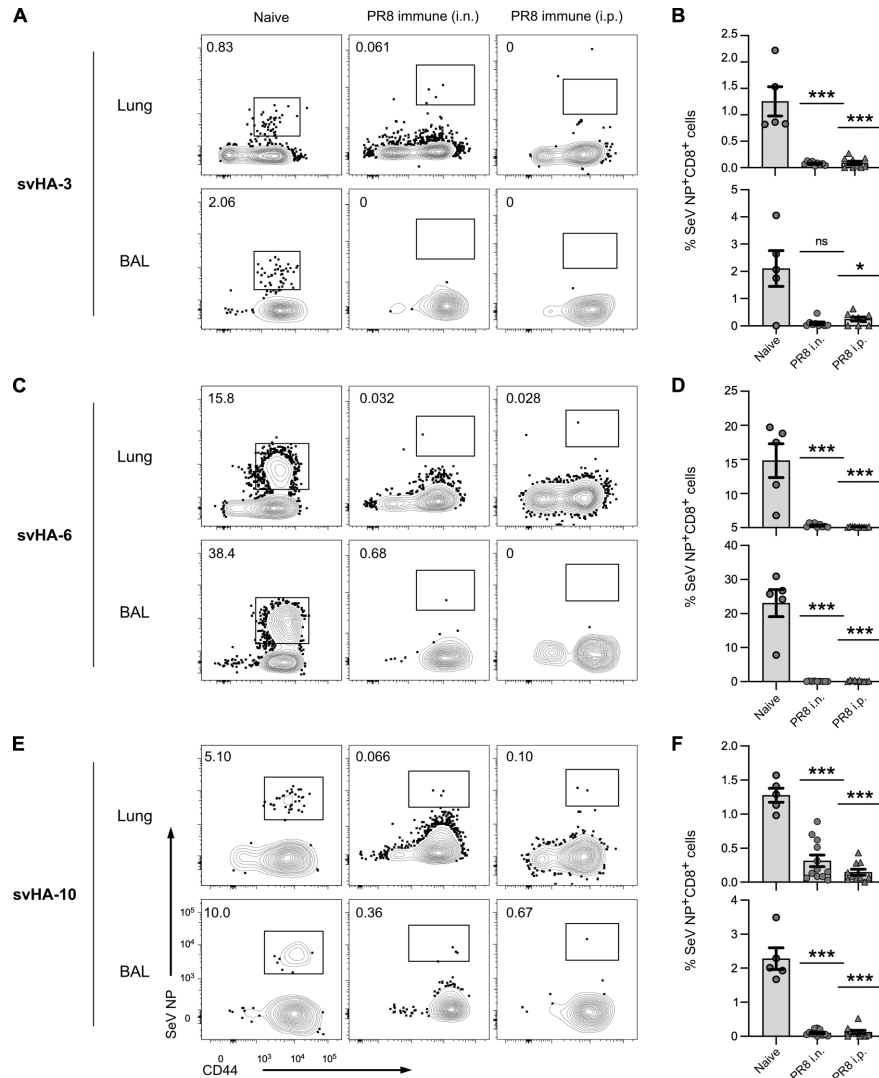 A
Naive
PR8 immune (i.n.)
PR8 immune (i.p.)
svHA-3
Lung
0.83
0.061
0
BAL
2.06
0
0
B
% SeV NP+CD8+ cells
2.5
2.0
1.5
1.0
0.5
0.0
***
***
5
4
3
2
1
0
ns
*
Naive
PR8 i.n.
PR8 i.p.
C
svHA-6
Lung
15.8
0.032
0.028
BAL
38.4
0.68
0
D
% SeV NP+CD8+ cells
25
20
15
10
5
***
***
40
30
20
10
0
***
***
Naive
PR8 i.n.
PR8 i.p.
E
svHA-10
Lung
5.10
0.066
0.10
BAL
10.0
0.36
0.67
SeV NP
10⁵
10⁴
10³
0
0
10³
10⁴
10⁵
CD44
F
% SeV NP+CD8+ cells
2.0
1.5
1.0
0.5
0.0
***
***
4
3
2
1
0
***
***
Naive
PR8 i.n.
PR8 i.p.